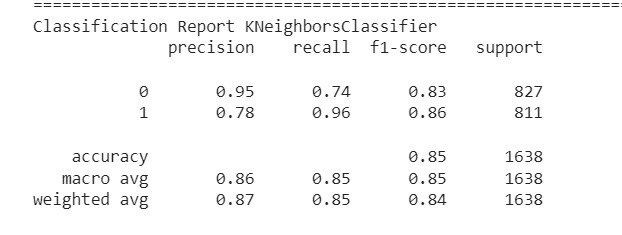 ==============================================================
Classification Report KNeighborsClassifier
precision recall f1-score support
0 0.95 0.74 0.83 827
1 0.78 0.96 0.86 811
accuracy 0.85 1638
macro avg 0.86 0.85 0.85 1638
weighted avg 0.87 0.85 0.84 1638